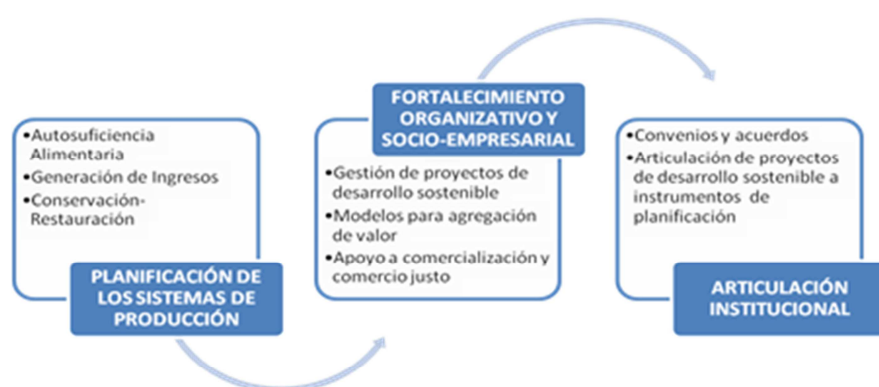 •Autosuficiencia
Alimentaria
•Generación de Ingresos
•Conservación-
Restauración
PLANIFICACIÓN DE
LOS SISTEMAS DE
PRODUCCIÓN
FORTALECIMIENTO
ORGANIZATIVO Y
SOCIO-EMPRESARIAL
•Gestión de proyectos de
desarrollo sostenible
•Modelos para agregación
de valor
•Apoyo a comercialización y
comercio justo
•Convenios y acuerdos
•Articulación de proyectos
de desarrollo sostenible a
instrumentos de
planificación
ARTICULACIÓN
INSTITUCIONAL